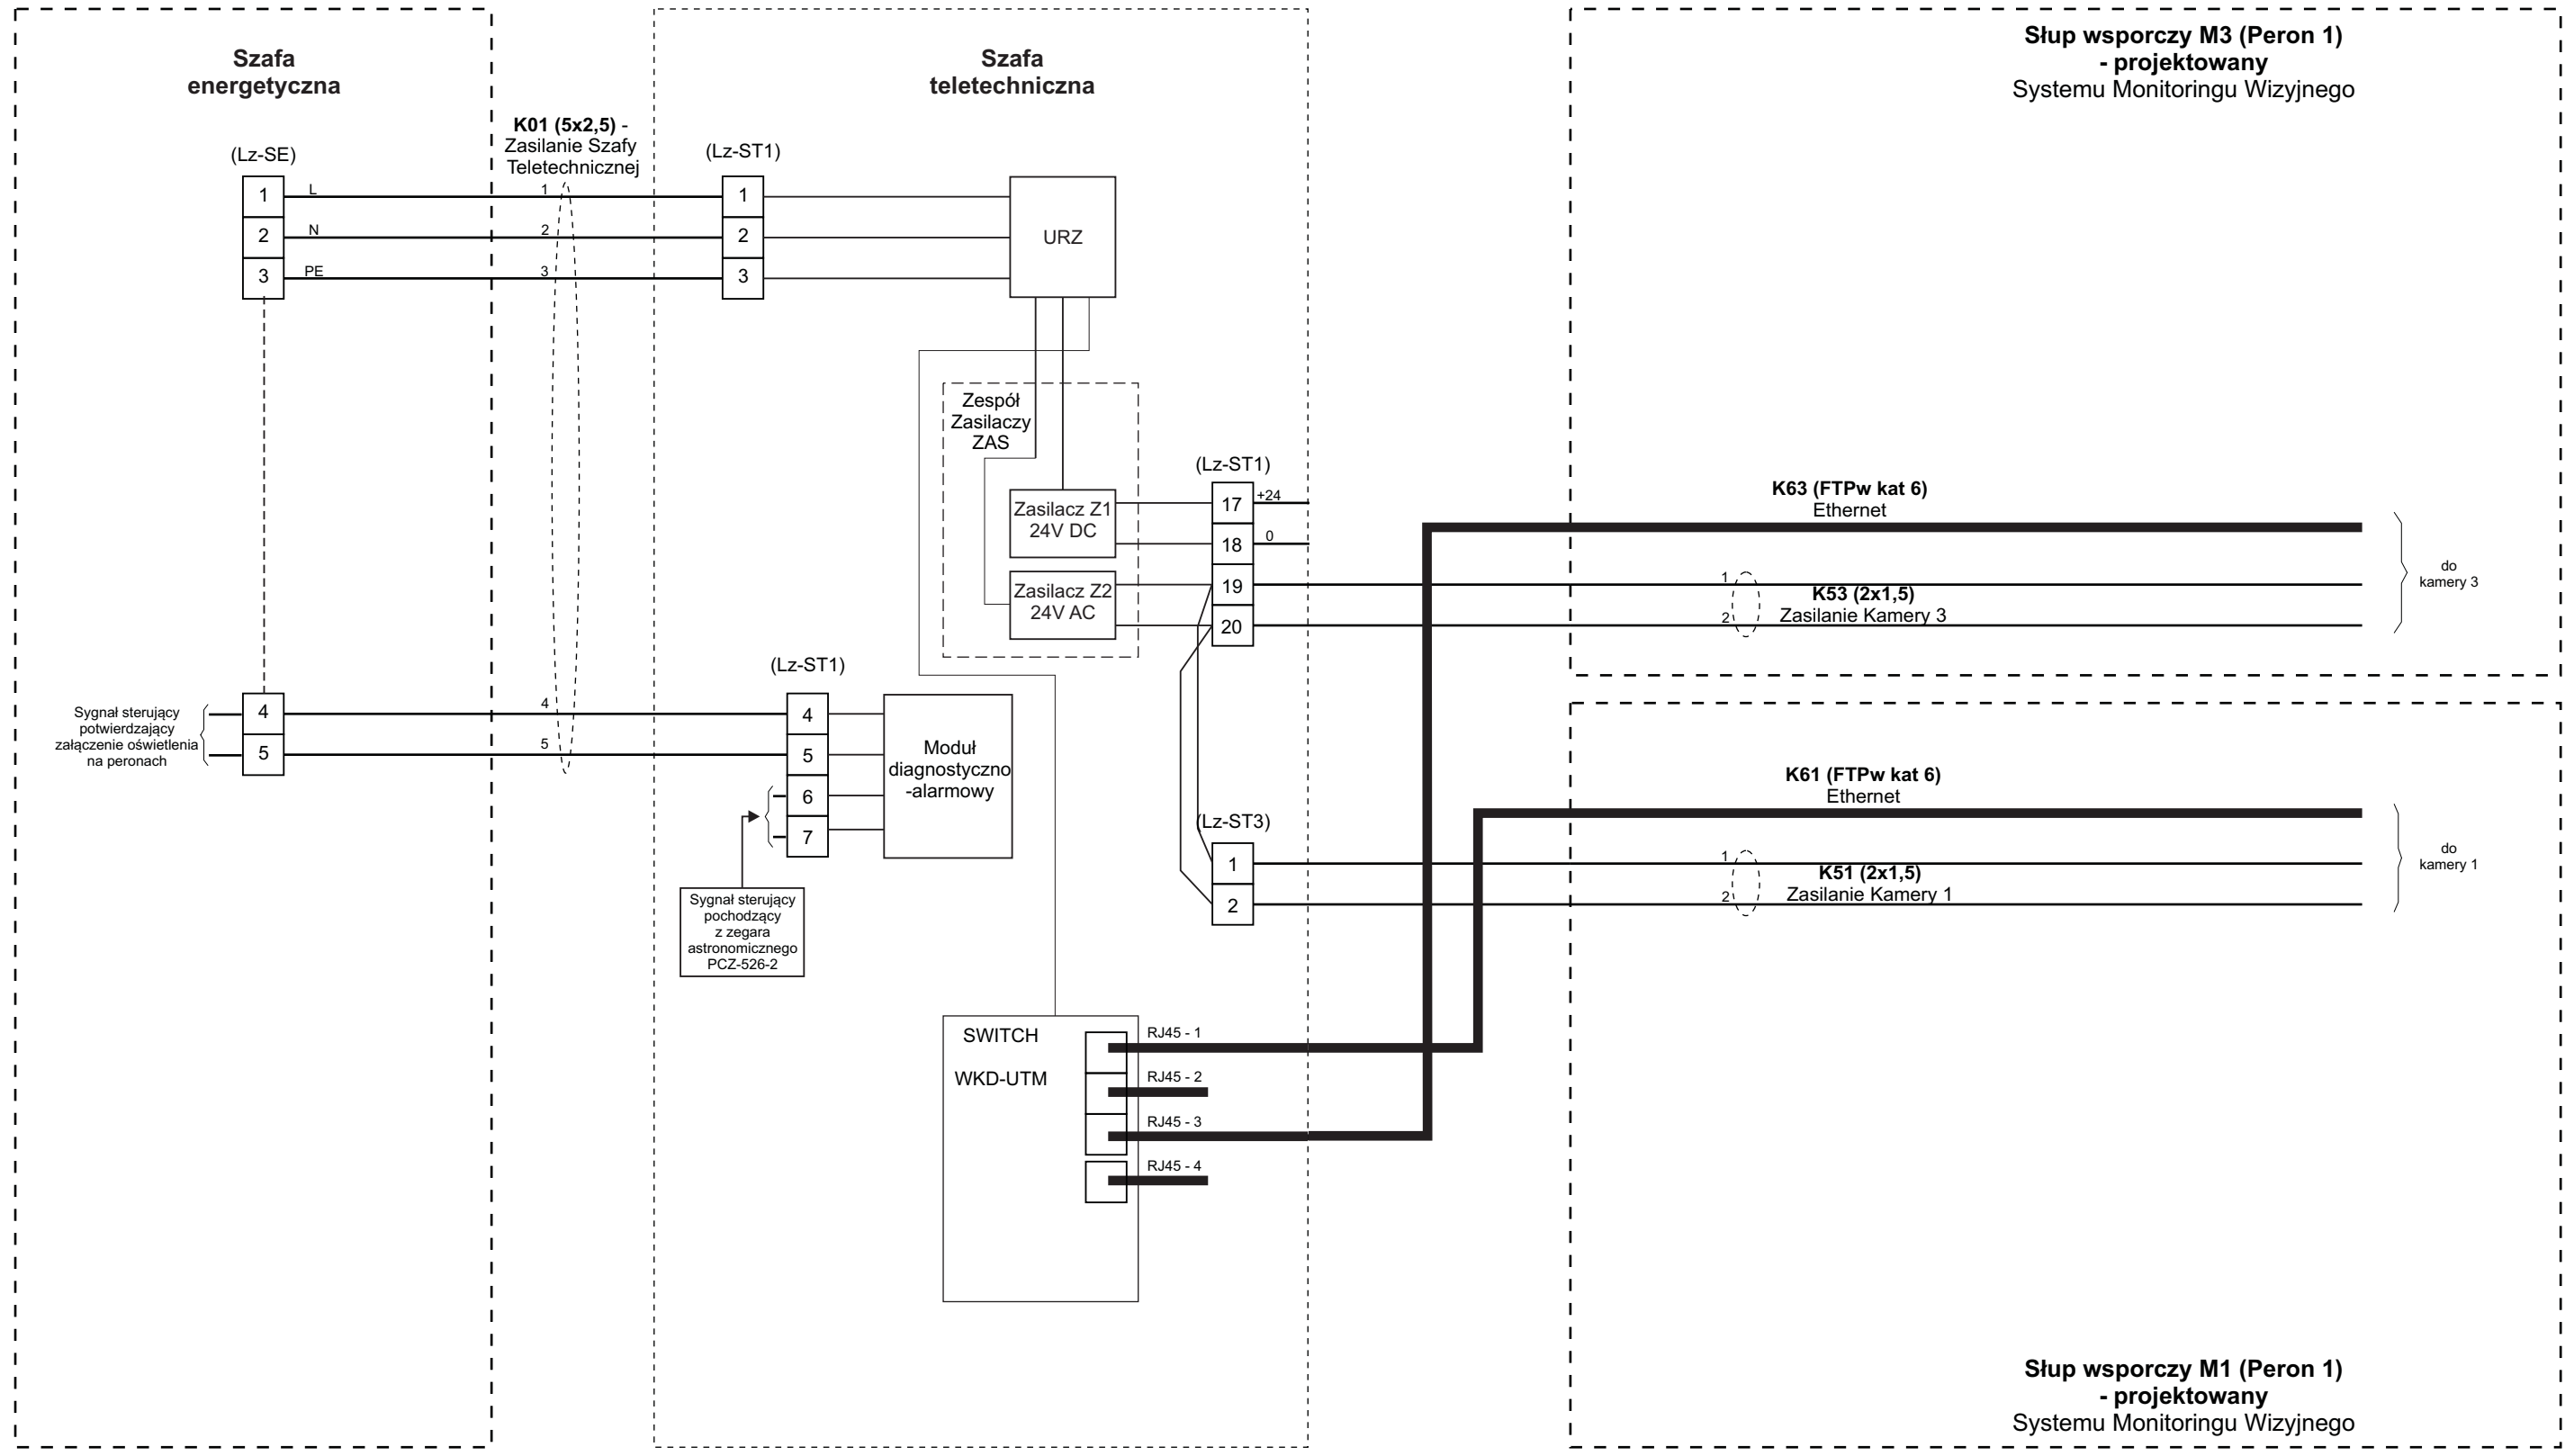 Szafa
energetyczna
(Lz-SE)
1
L
2
N
3
PE
Sygnał sterujący
potwierdzający
załączenie oświetlenia
na peronach
4
5
K01 (5x2,5) -
Zasilanie Szafy
Teletechnicznej
1
2
3
4
5
Szafa
teletechniczna
(Lz-ST1)
1
2
3
URZ
Zespół
Zasilaczy
ZAS
Zasilacz Z1
24V DC
Zasilacz Z2
24V AC
(Lz-ST1)
17
+24
18
0
19
20
(Lz-ST1)
4
5
6
7
Moduł
diagnostyczno
-alarmowy
Sygnał sterujący
pochodzący
z zegara
astronomicznego
PCZ-526-2
(Lz-ST3)
1
2
SWITCH
WKD-UTM
RJ45 - 1
RJ45 - 2
RJ45 - 3
RJ45 - 4
Słup wsporczy M3 (Peron 1)
- projektowany
Systemu Monitoringu Wizyjnego
K63 (FTPw kat 6)
Ethernet
1
K53 (2x1,5)
2
Zasilanie Kamery 3
do
kamery 3
K61 (FTPw kat 6)
Ethernet
1
K51 (2x1,5)
2
Zasilanie Kamery 1
do
kamery 1
Słup wsporczy M1 (Peron 1)
- projektowany
Systemu Monitoringu Wizyjnego